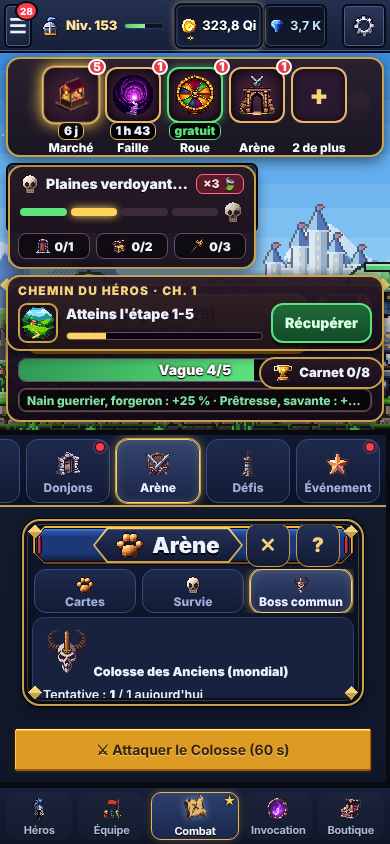 28
Niv. 153
323,8 Qi
3,7 K
5
1
1
1
6 j
1 h 43
gratuit
Marché
Faille
Roue
Arène
2 de plus
Plaines verdoyant...
×3
0/1
0/2
0/3
CHEMIN DU HÉROS · CH. 1
Atteins l'étape 1-5
Récupérer
Vague 4/5
Carnet 0/8
Nain guerrier, forgeron : +25 % · Prêtresse, savante : +...
Donjons
Arène
Défis
Événement
Arène
×
?
Cartes
Survie
Boss commun
Colosse des Anciens (mondial)
Tentative : 1 / 1 aujourd'hui
⚔ Attaquer le Colosse (60 s)
Héros
Équipe
Combat
Invocation
Boutique